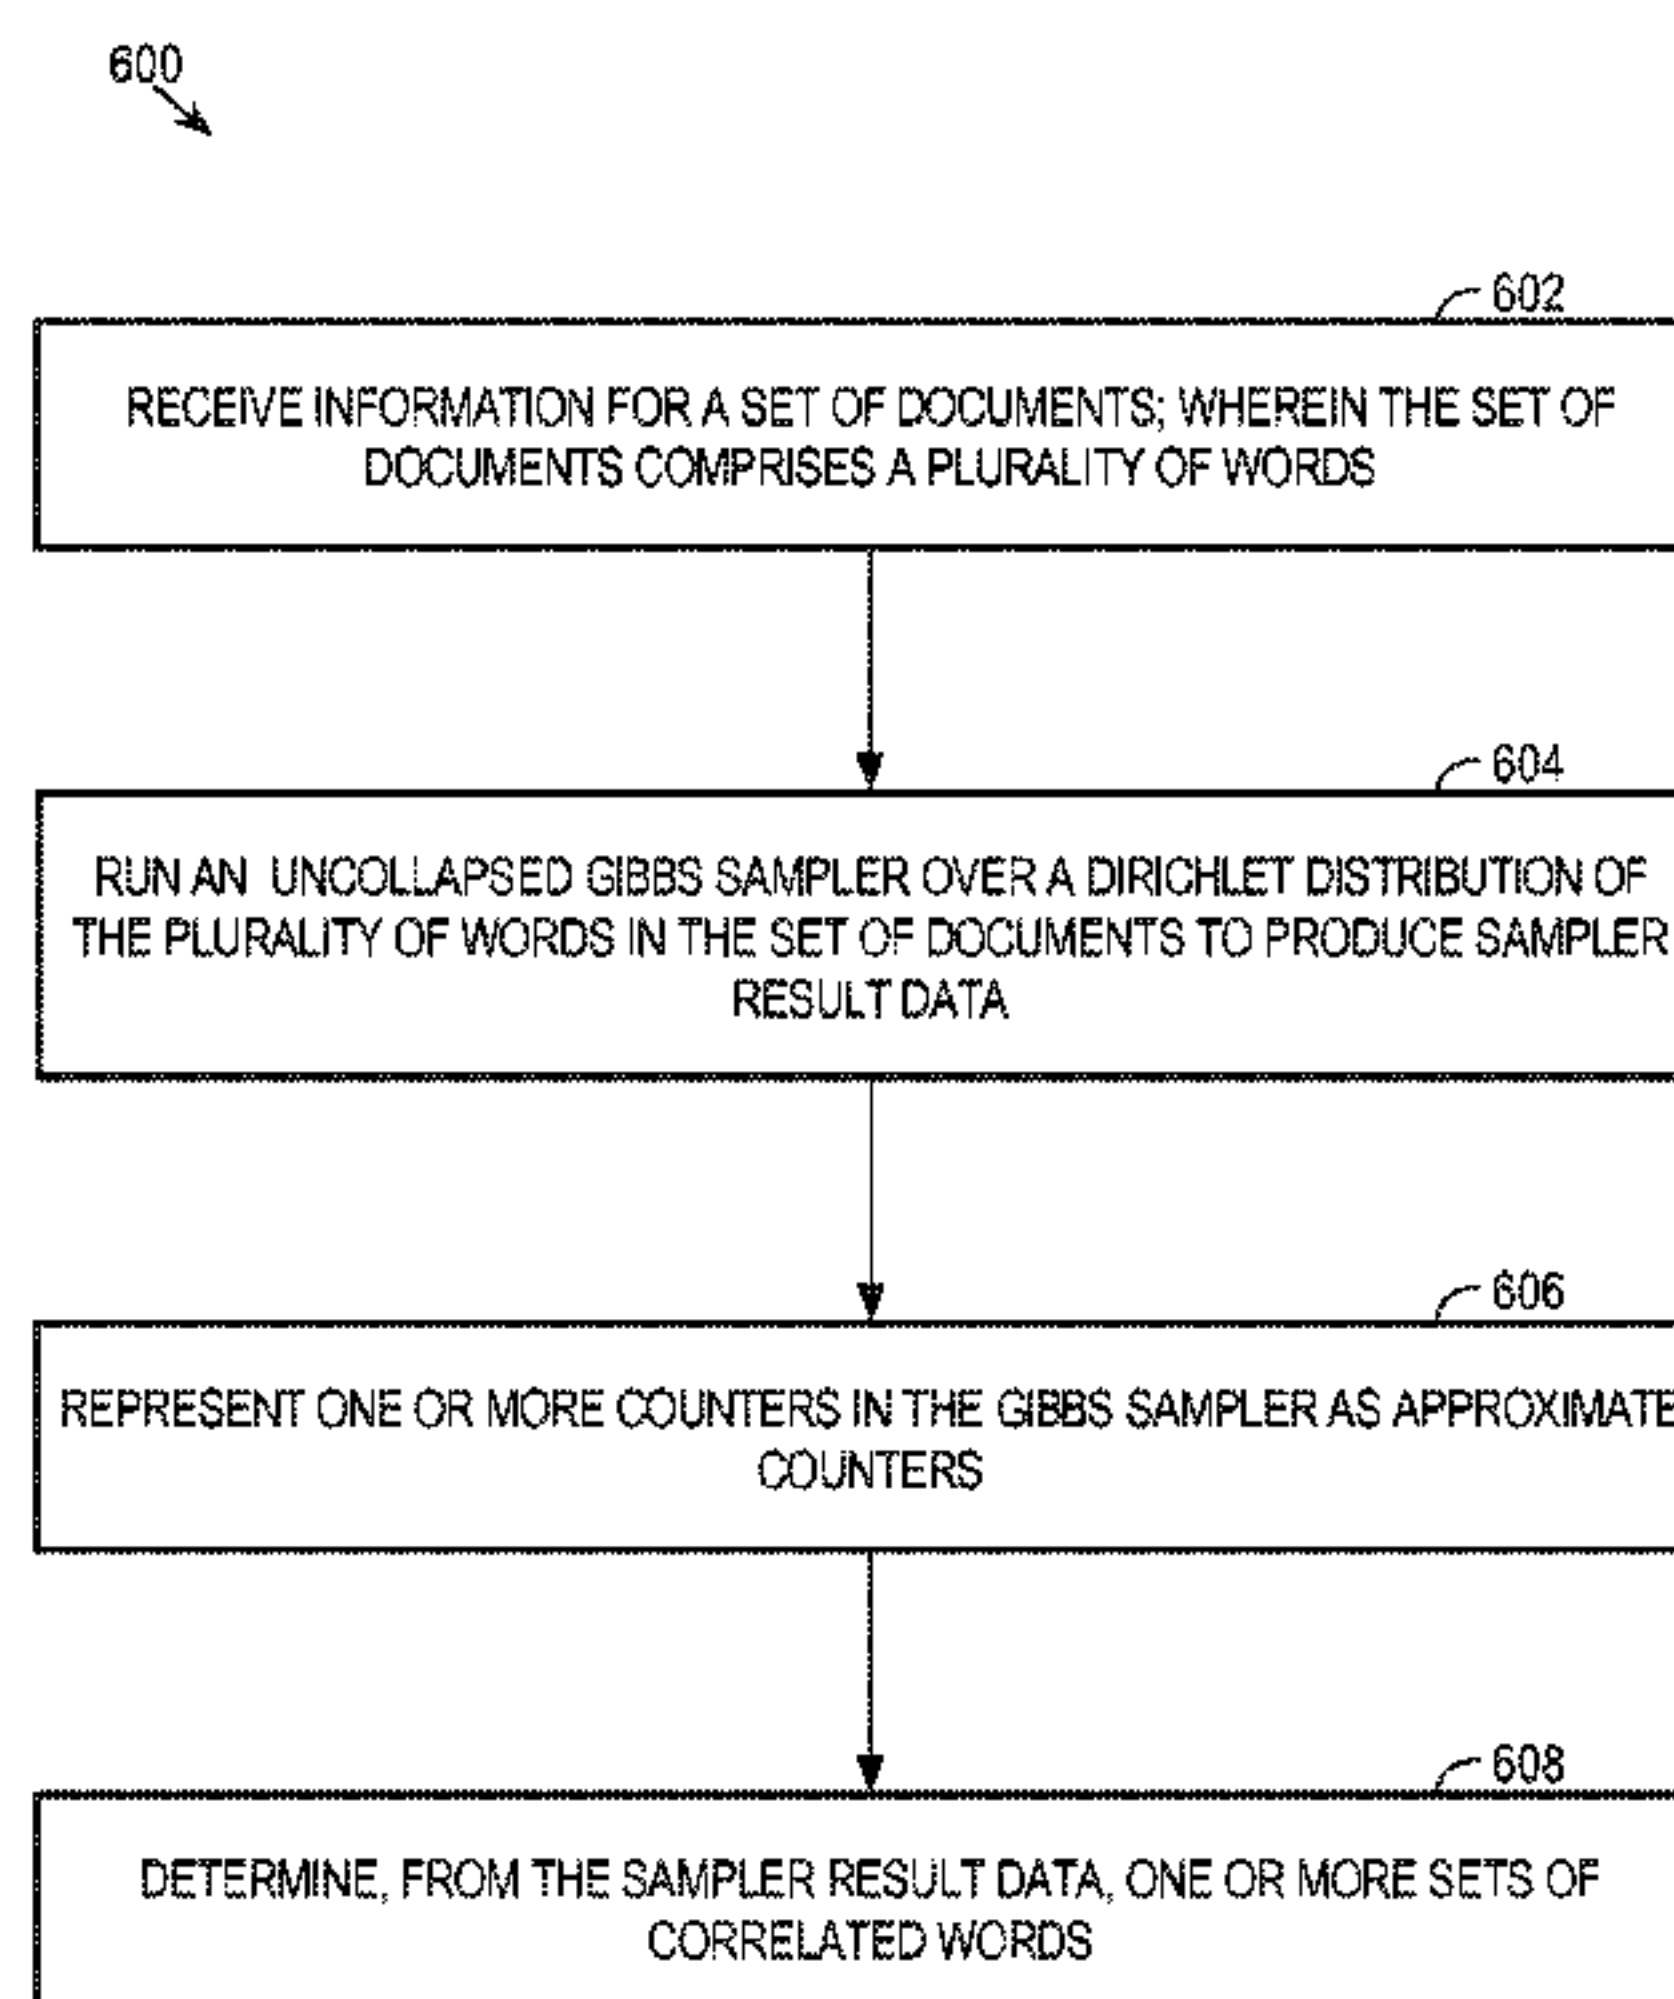 600
602
RECEIVE INFORMATION FOR A SET OF DOCUMENTS; WHEREIN THE SET OF
DOCUMENTS COMPRISES A PLURALITY OF WORDS
604
RUN AN UNCOLLAPSED GIBBS SAMPLER OVER A DIRICHLET DISTRIBUTION OF
THE PLURALITY OF WORDS IN THE SET OF DOCUMENTS TO PRODUCE SAMPLER
RESULT DATA
606
REPRESENT ONE OR MORE COUNTERS IN THE GIBBS SAMPLER AS APPROXIMATE
COUNTERS
608
DETERMINE, FROM THE SAMPLER RESULT DATA, ONE OR MORE SETS OF
CORRELATED WORDS